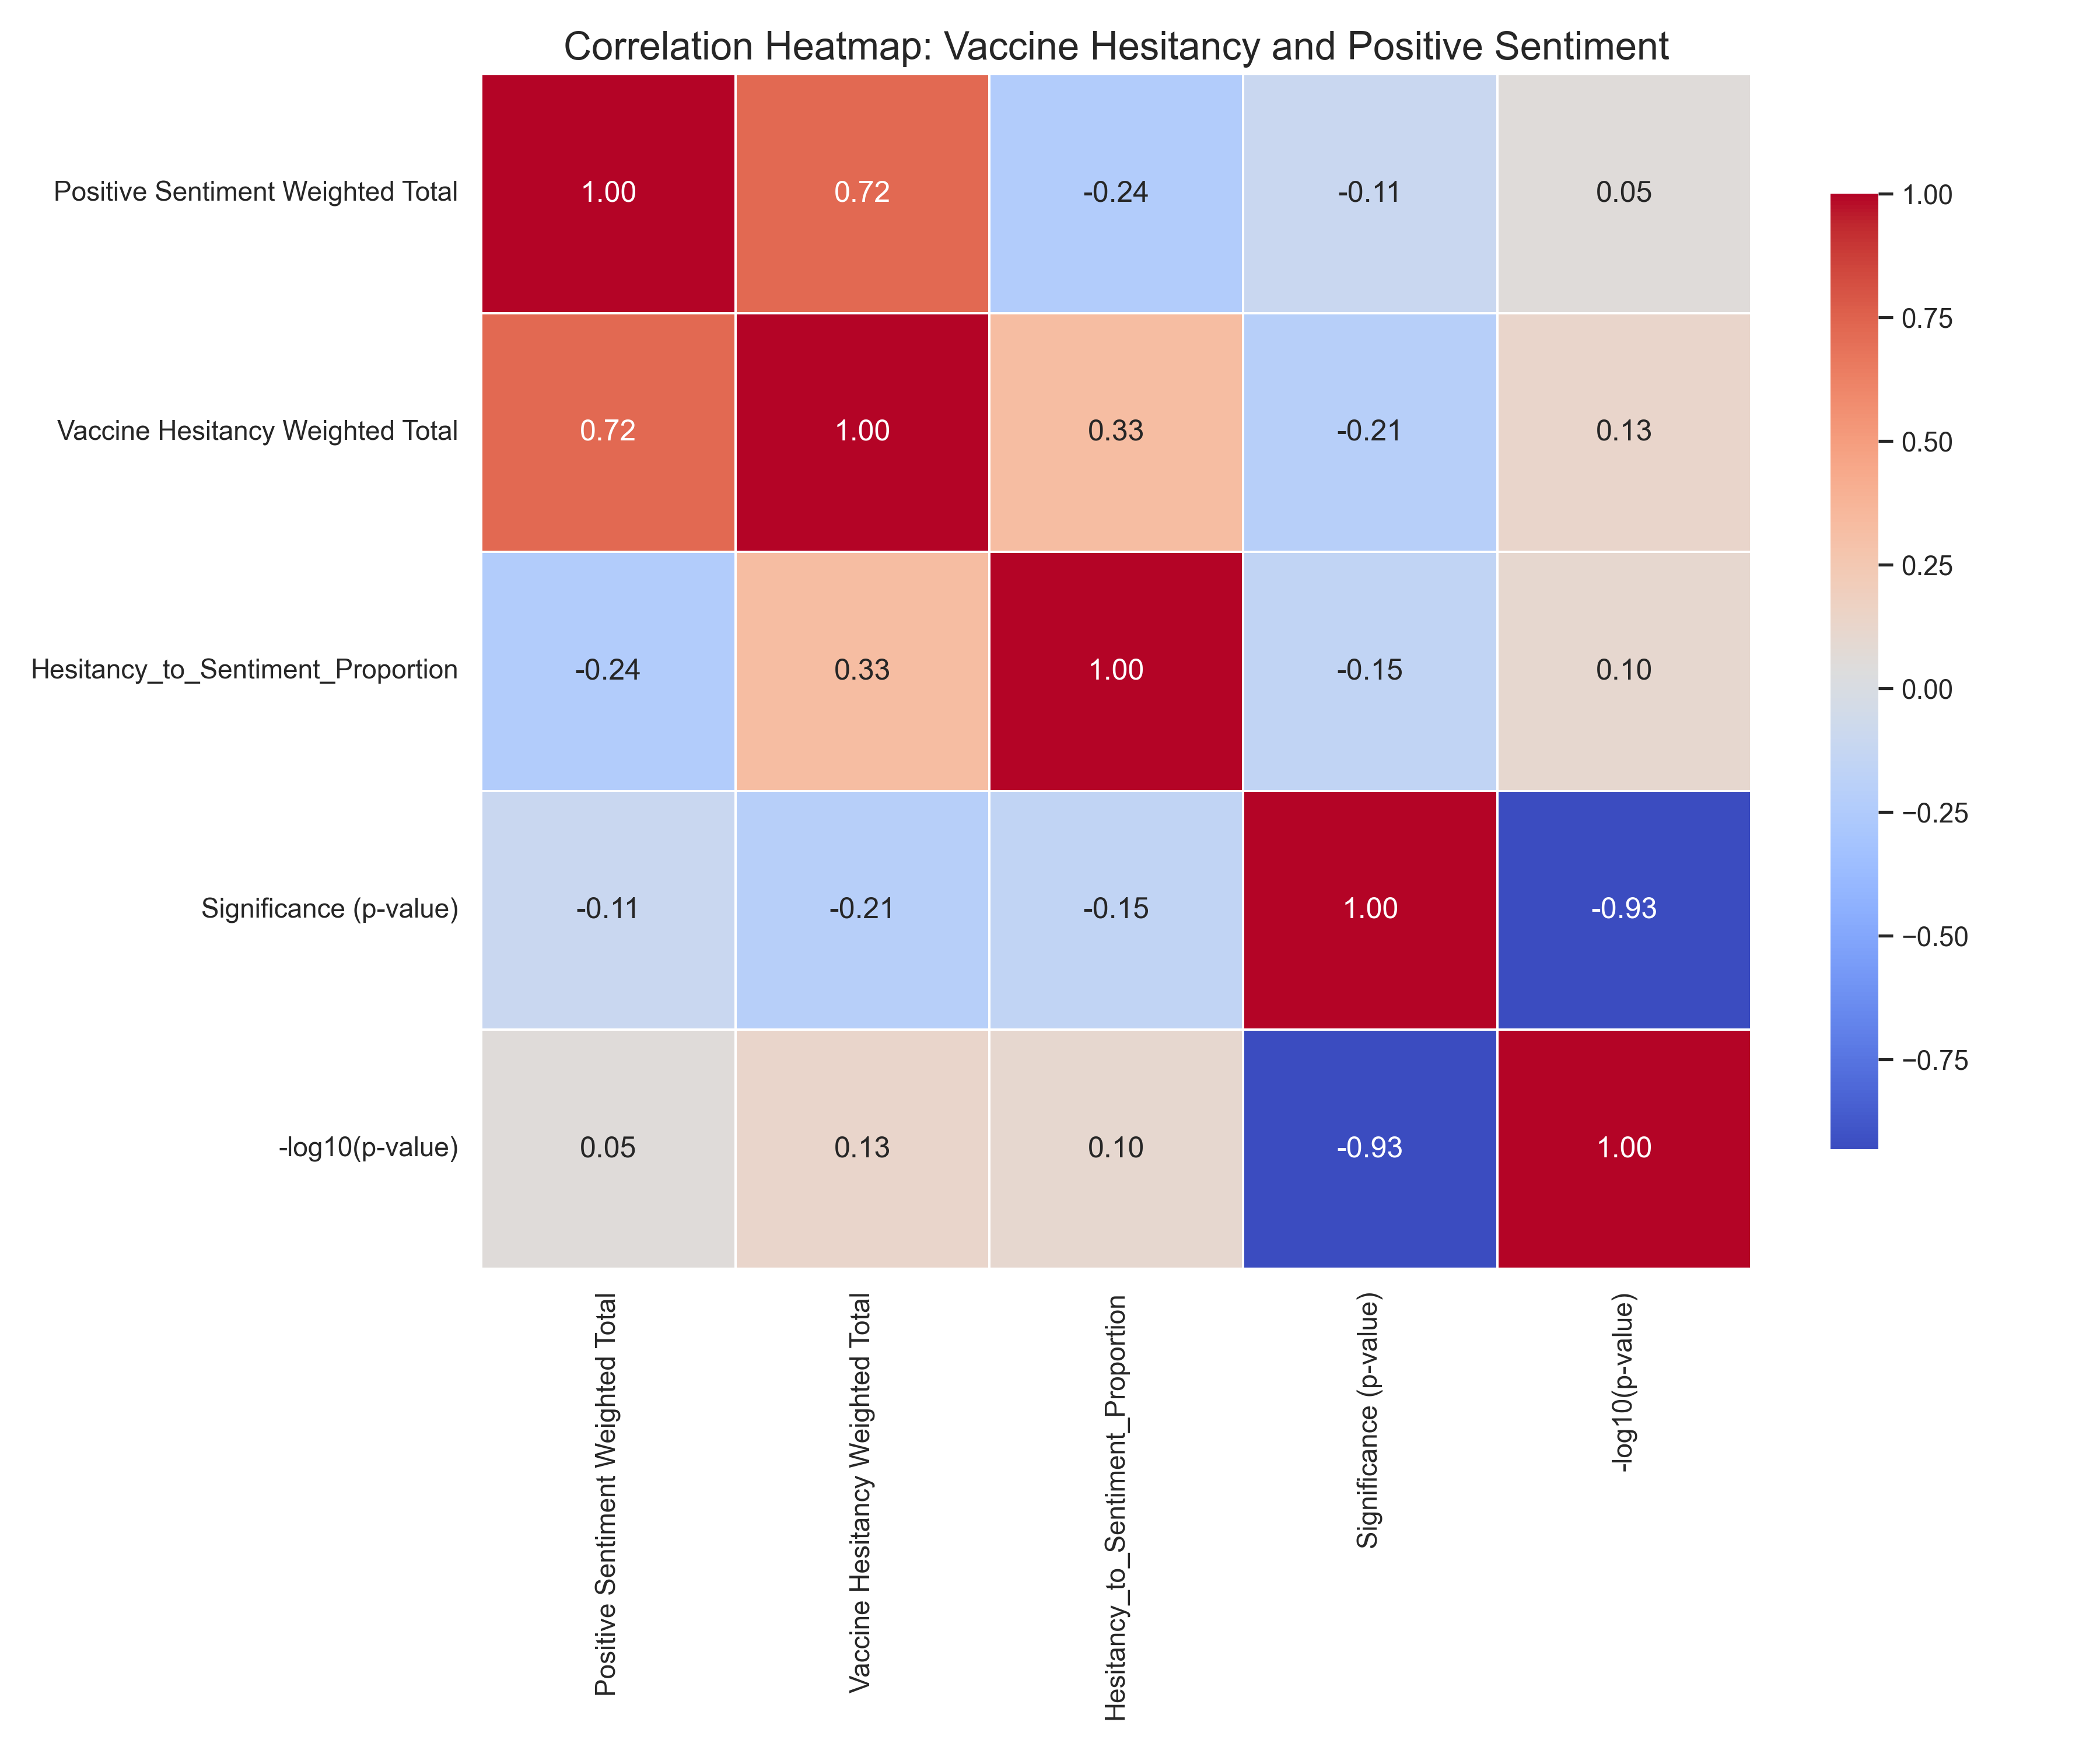 Correlation Heatmap: Vaccine Hesitancy and Positive Sentiment
Positive Sentiment Weighted Total 1.00 0.72 -0.24 -0.11 0.05
Vaccine Hesitancy Weighted Total 0.72 1.00 0.33 -0.21 0.13
Hesitancy_to_Sentiment_Proportion -0.24 0.33 1.00 -0.15 0.10
Significance (p-value) -0.11 -0.21 -0.15 1.00 -0.93
-log10(p-value) 0.05 0.13 0.10 -0.93 1.00
Positive Sentiment Weighted Total
Vaccine Hesitancy Weighted Total
Hesitancy_to_Sentiment_Proportion
Significance (p-value)
-log10(p-value)
1.00
0.75
0.50
0.25
0.00
−0.25
−0.50
−0.75